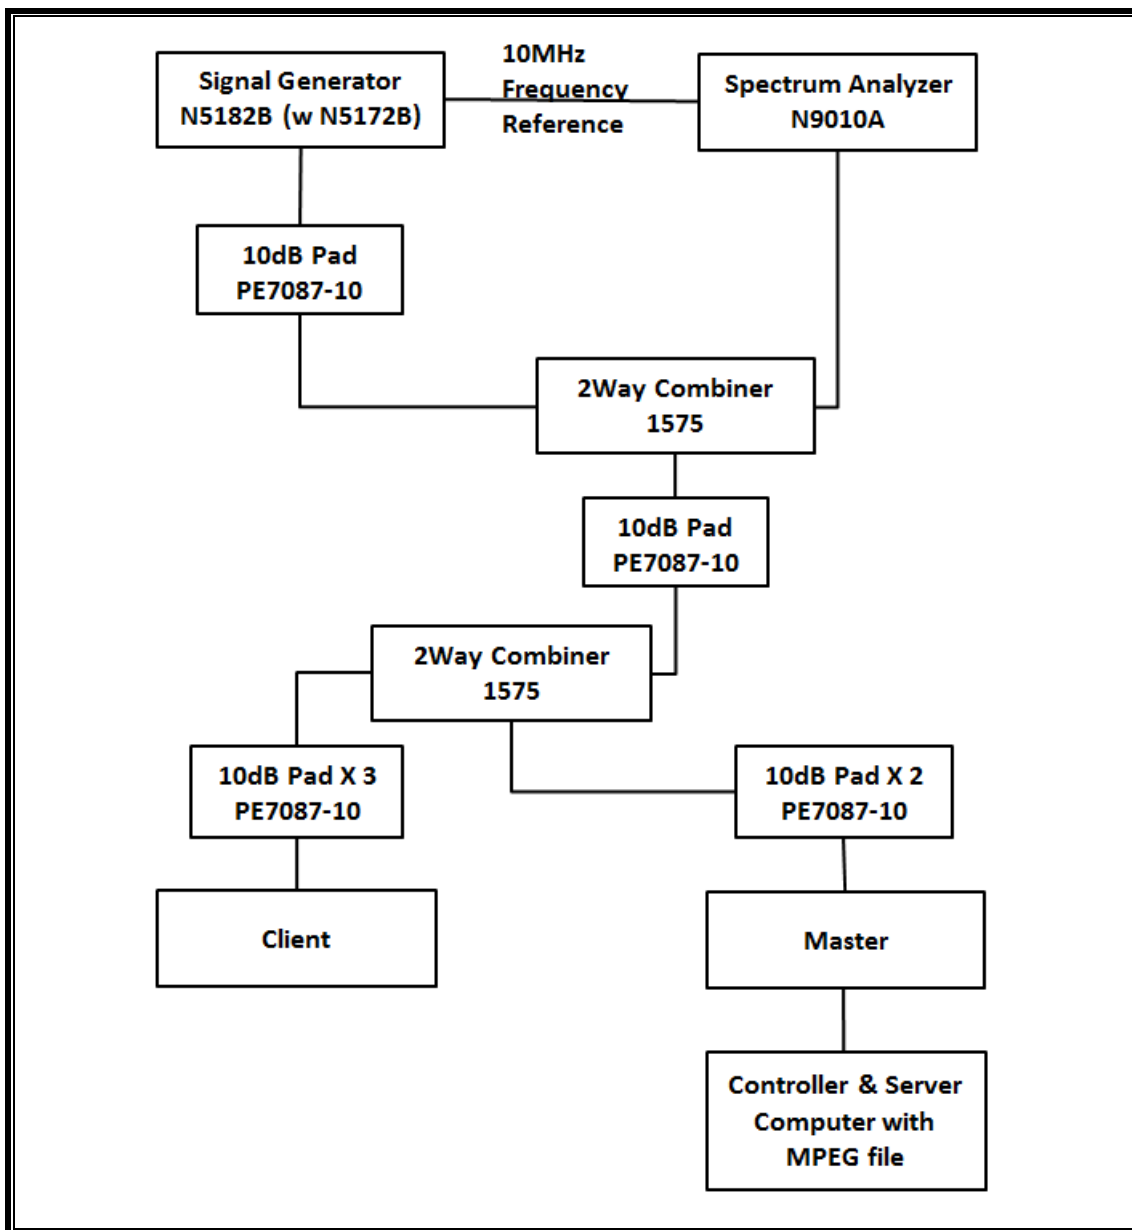 Signal Generator
N5182B (w N5172B)
10MHz
Frequency
Reference
Spectrum Analyzer
N9010A
10dB Pad
PE7087-10
2Way Combiner
1575
10dB Pad
PE7087-10
2Way Combiner
1575
10dB Pad X 3
PE7087-10
10dB Pad X 2
PE7087-10
Client
Master
Controller & Server
Computer with
MPEG file